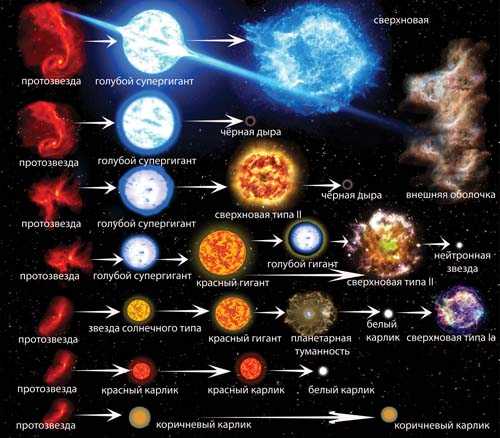 сверхновая
протозвезда
голубой супергигант
протозвезда
голубой супергигант
чёрная дыра
внешняя оболочка
протозвезда
голубой супергигант
сверхновая типа II
чёрная дыра
протозвезда
голубой супергигант
красный гигант
голубой гигант
сверхновая типа II
нейтронная
звезда
протозвезда
звезда солнечного типа
красный гигант
планетарная
туманность
белый
карлик
сверхновая типа Ia
протозвезда
красный карлик
красный карлик
белый карлик
протозвезда
коричневый карлик
коричневый карлик